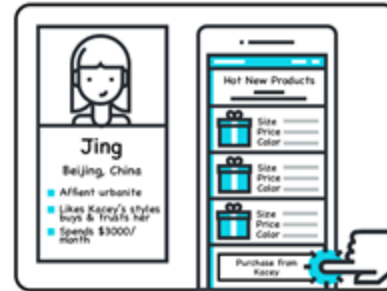 Jing
Beijing, China
Affient urbanite
Likes Kacey's styles
buys & trusts her
Spends $3000/
month
Hot New Products
Size
Price
Color
Size
Price
Color
Size
Price
Color
Purchase from
Kacey